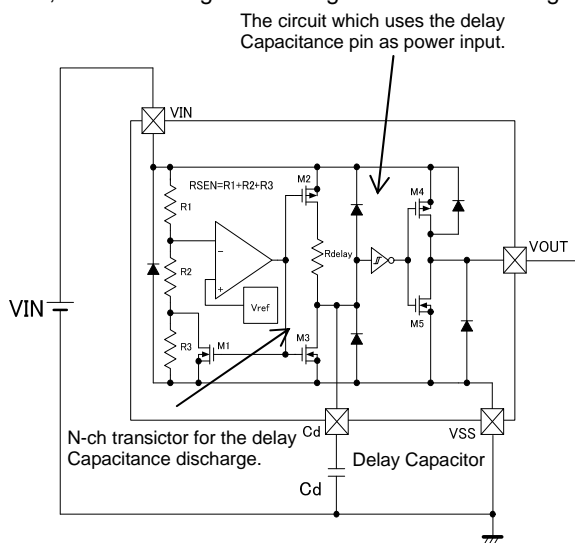 The circuit which uses the delay
Capacitance pin as power input.
VIN
RSEN=R1+R2+R3
M2
M4
R1
Rdelay
VOUT
R2
Vref
M5
VIN
R3
M1
M3
N-ch transictor for the delay
Capacitance discharge.
Cd
VSS
Delay Capacitor
Cd